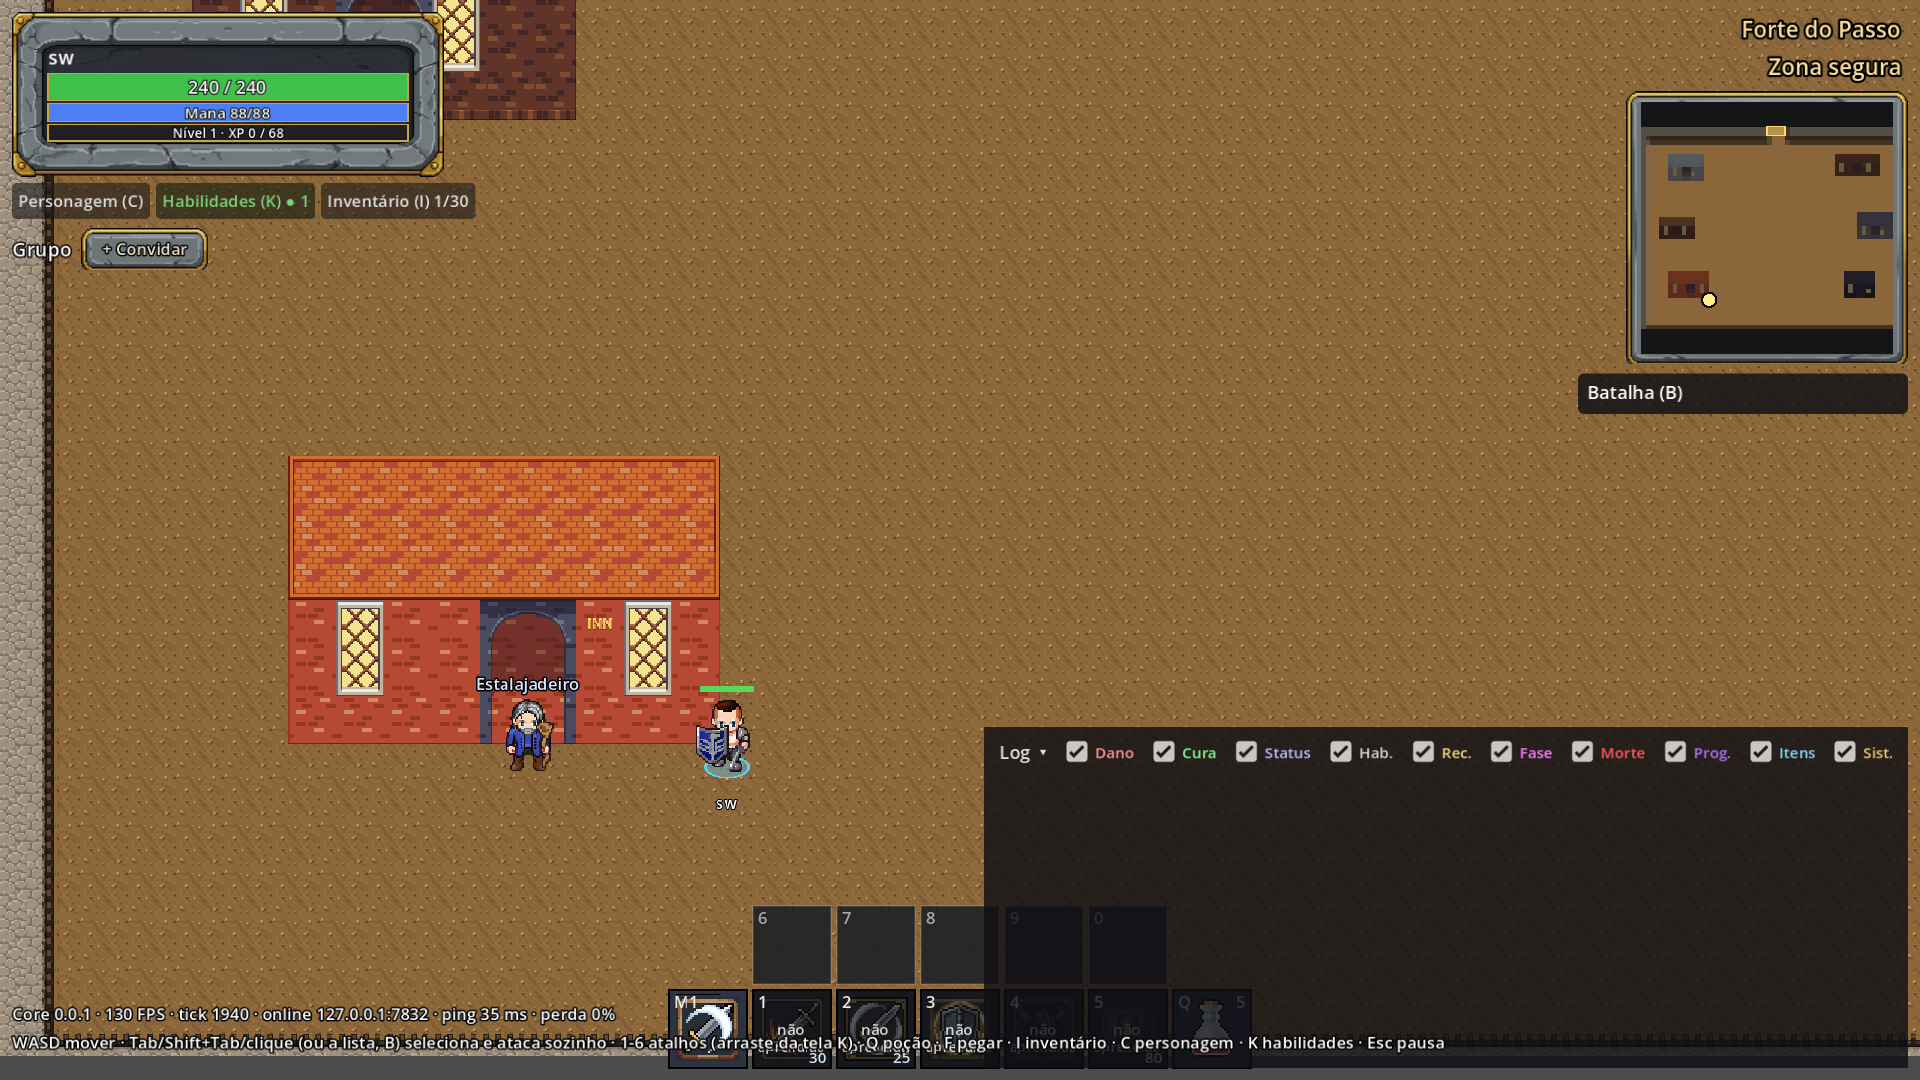 SW
240 / 240
Mana 88/88
Nível 1 · XP 0 / 68
Personagem (C)
Habilidades (K) ● 1
Inventário (I) 1/30
Grupo
+ Convidar
Forte do Passo
Zona segura
Batalha (B)
INN
Estalajadeiro
sw
Log
Dano
Cura
Status
Hab.
Rec.
Fase
Morte
Prog.
Itens
Sist.
6
7
8
9
0
M1
1
2
3
4
5
Q
5
não
não
não
não
não
30
25
80
Core 0.0.1 · 130 FPS · tick 1940 · online 127.0.0.1:7832 · ping 35 ms · perda 0%
WASD mover · Tab/Shift+Tab/clique (ou a lista, B) seleciona e ataca sozinho · 1-6 atalhos (arraste da tela K) · Q poção · F pegar · I inventário · C personagem · K habilidades · Esc pausa